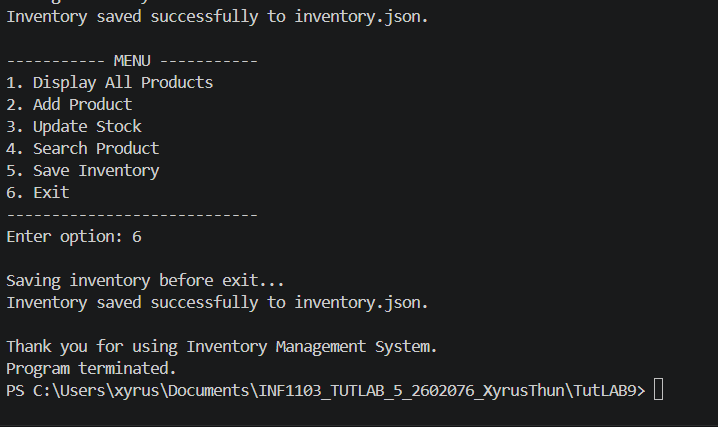 Inventory saved successfully to inventory.json.
----------- MENU -----------
1. Display All Products
2. Add Product
3. Update Stock
4. Search Product
5. Save Inventory
6. Exit
----------------------------
Enter option: 6
Saving inventory before exit...
Inventory saved successfully to inventory.json.
Thank you for using Inventory Management System.
Program terminated.
PS C:\Users\xyrus\Documents\INF1103_TUTLAB_5_2602076_XyrusThun\TutLAB9>